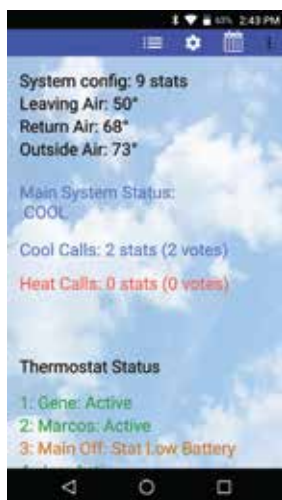 2:43 PM
System config: 9 stats
Leaving Air: 50°
Return Air: 68°
Outside Air: 73°
Main System Status:
COOL
Cool Calls: 2 stats (2 votes)
Heat Calls: 0 stats (0 votes)
Thermostat Status
1: Gene: Active
2: Marcos: Active
3: Main Off: Stat Low Battery